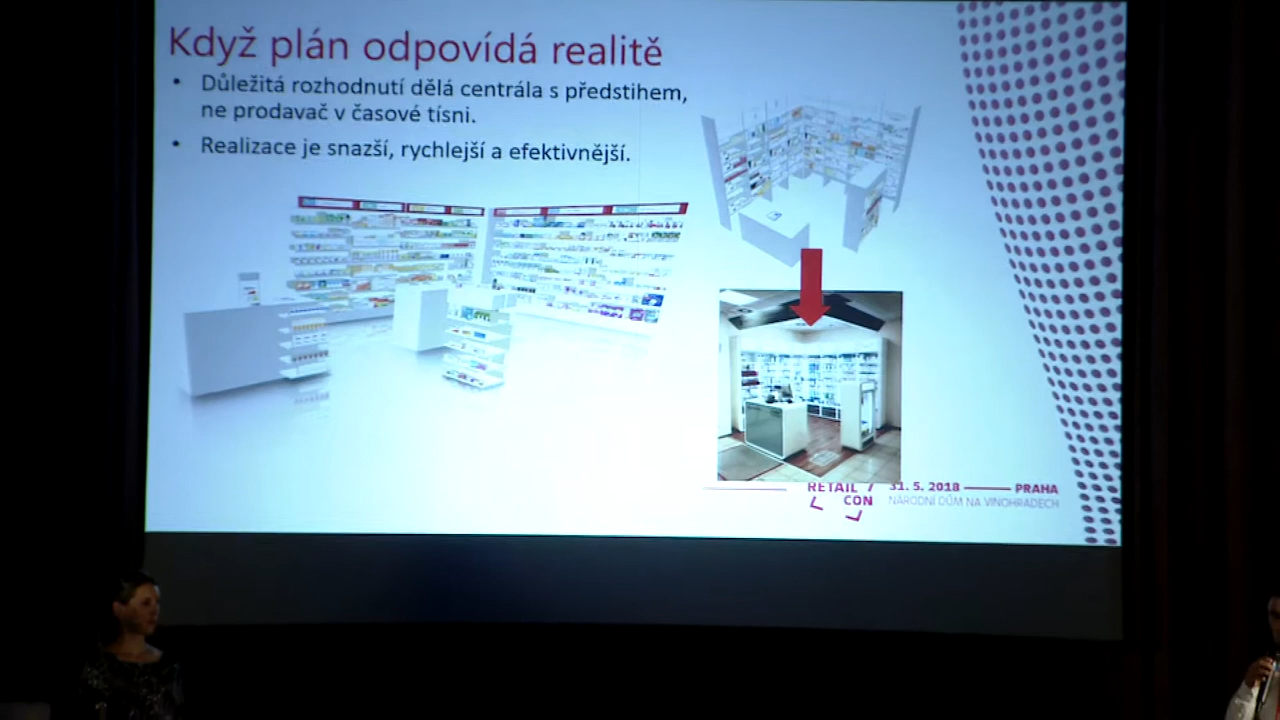 Když plán odpovídá realitě
• Důležitá rozhodnutí dělá centrála s předstihem,
ne prodavač v časové tísni.
• Realizace je snazší, rychlejší a efektivnější.
RETAIL
CON
31. 5. 2018
PRAHA
NÁRODNÍ DŮM NA VINOHRADECH